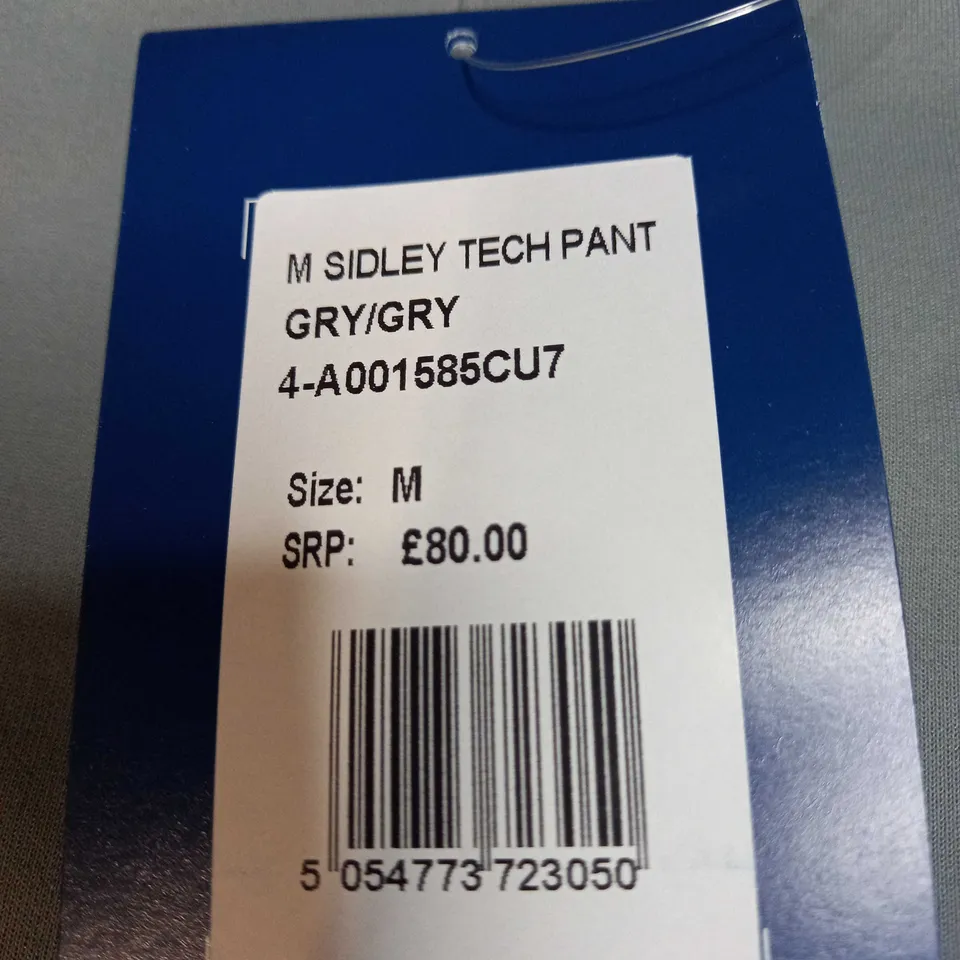 M SIDLEY TECH PANT
GRY/GRY
4-A001585CU7
Size: M
SRP: £80.00
5 054773 723050